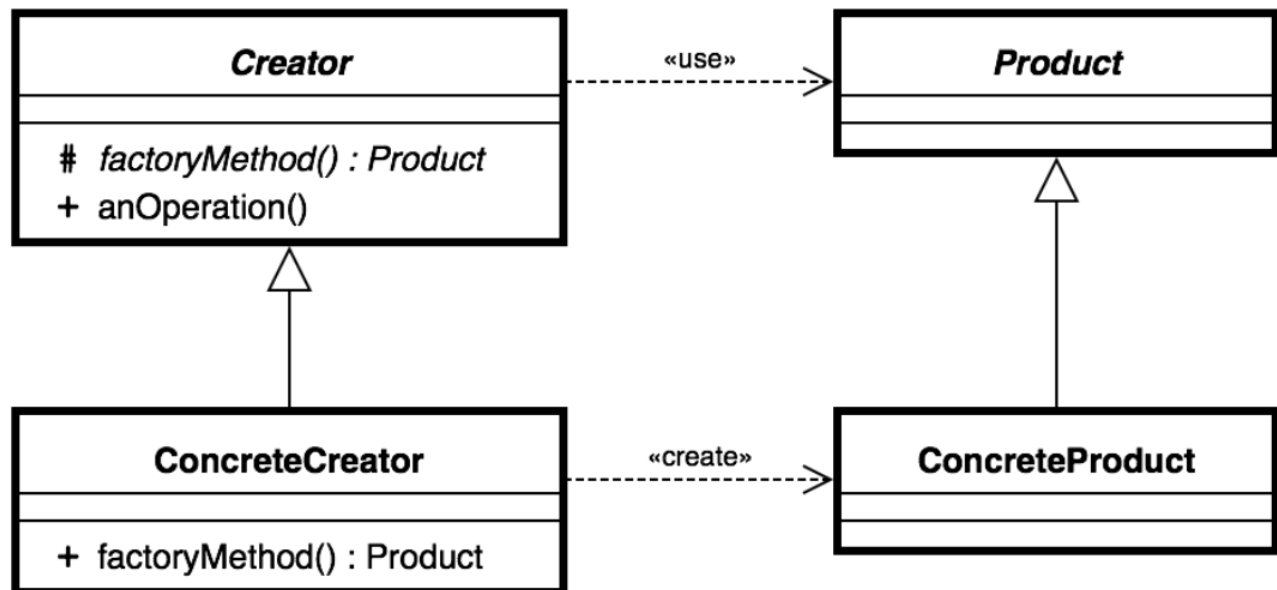 Creator
«use»
Product
# factoryMethod() : Product
+ anOperation()
ConcreteCreator
«create»
ConcreteProduct
+ factoryMethod() : Product